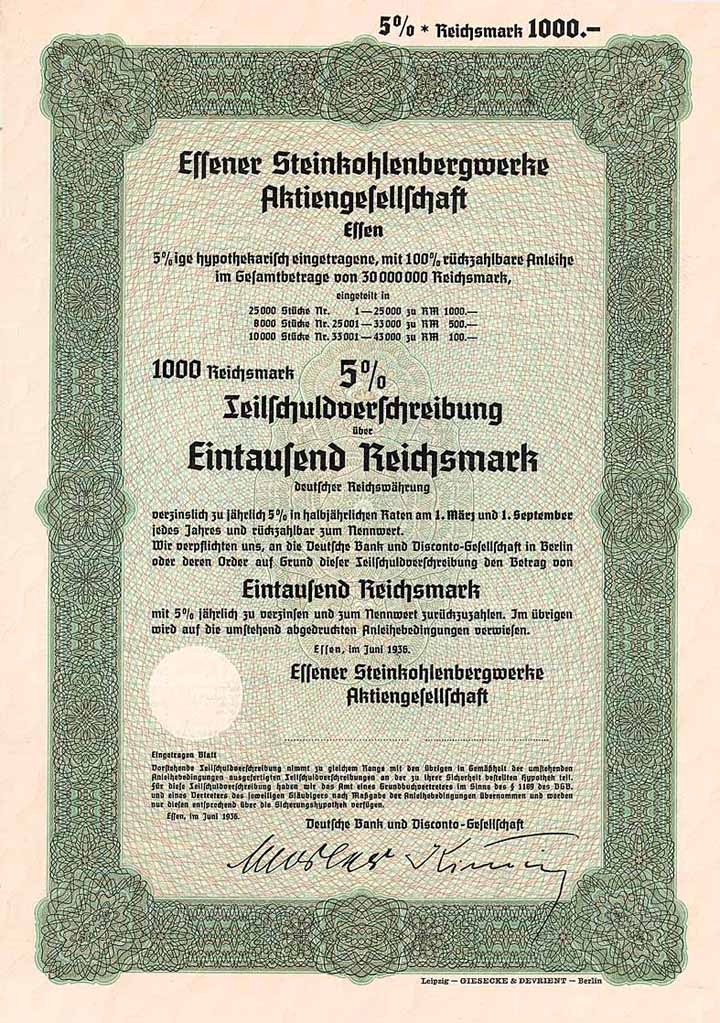 5% * Reichsmark 1000.–
Essener Steinkohlenbergwerke
Aktiengesellschaft
Essen
5%ige hypothekarisch eingetragene, mit 100% rückzahlbare Anleihe
im Gesamtbetrage von 30 000 000 Reichsmark,
eingeteilt in
25 000 Stücke Nr. 1—25 000 zu RM 1000.—
8 000 Stücke Nr. 25 001—33 000 zu RM 500.—
10 000 Stücke Nr. 33 001—43 000 zu RM 100.—
1000 Reichsmark 5%
Teilschuldverschreibung
über
Eintausend Reichsmark
deutscher Reichswährung
verzinslich zu jährlich 5% in halbjährlichen Raten am 1. März und 1. September
jedes Jahres und rückzahlbar zum Nennwert.
Wir verpflichten uns, an die Deutsche Bank und Disconto-Gesellschaft in Berlin
oder deren Order auf Grund dieser Teilschuldverschreibung den Betrag von
Eintausend Reichsmark
mit 5% jährlich zu verzinsen und zum Nennwert zurückzuzahlen. Im übrigen
wird auf die umstehend abgedruckten Anleihebedingungen verwiesen.
Essen, im Juni 1936.
Essener Steinkohlenbergwerke
Aktiengesellschaft
Eingetragen Blatt
Vorstehende Teilschuldverschreibung nimmt zu gleichem Range mit den übrigen in Gemäßheit der umstehenden
Anleihebedingungen ausgefertigten Teilschuldverschreibungen an der zu ihrer Sicherheit bestellten Hypothek teil.
Für diese Teilschuldverschreibung haben wir das Amt eines Grundbuchvertreters im Sinne des § 1189 des BGB.
und eines Vertreters des jeweiligen Gläubigers nach Maßgabe der Anleihebedingungen übernommen und werden
nur diesen entsprechend über die Sicherungshypothek verfügen.
Essen, im Juni 1936.
Deutsche Bank und Disconto-Gesellschaft
Leipzig — GIESECKE & DEVRIENT — Berlin